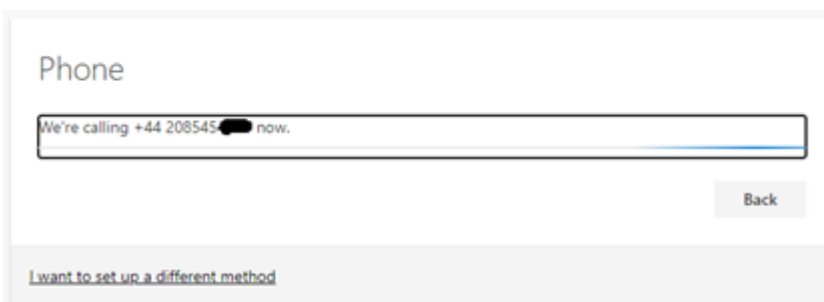 Phone
We're calling +44 208545 now.
Back
I want to set up a different method